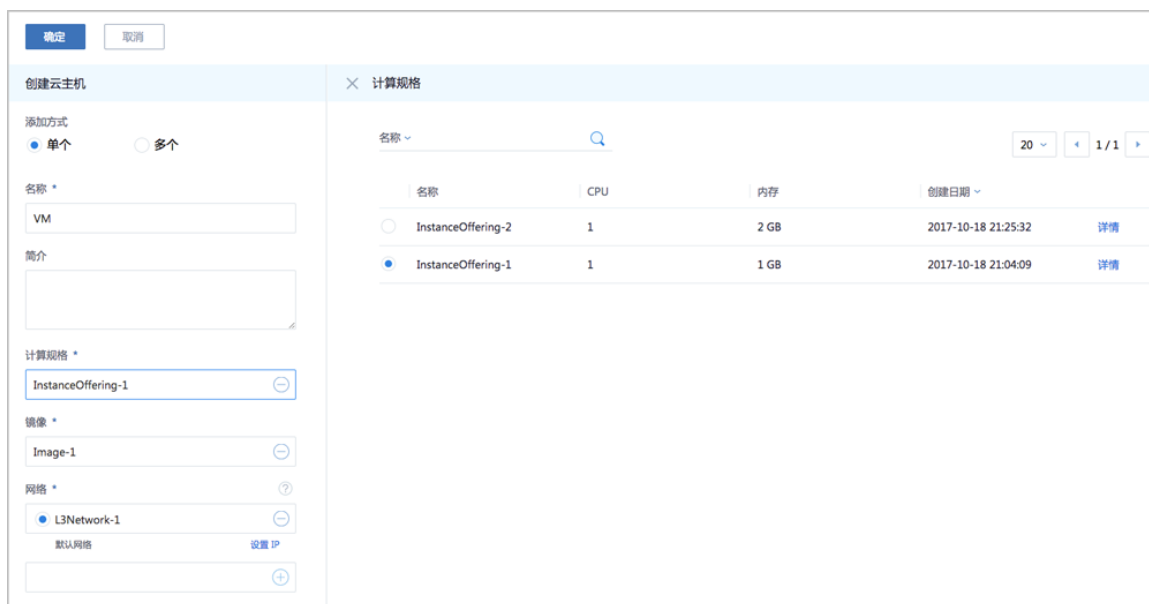 确定 取消
创建云主机
添加方式
单个 多个
名称 *
VM
简介
计算规格 *
InstanceOffering-1
镜像 *
Image-1
网络 *
L3Network-1
默认网络 设置 IP
计算规格
名称
20 1 / 1
名称 CPU 内存 创建日期
InstanceOffering-2 1 2 GB 2017-10-18 21:25:32 详情
InstanceOffering-1 1 1 GB 2017-10-18 21:04:09 详情